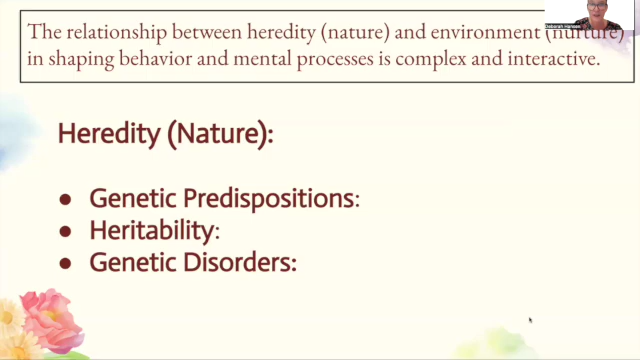 The relationship between heredity (nature) and environment (nurture)
in shaping behavior and mental processes is complex and interactive.
Heredity (Nature):
● Genetic Predispositions:
● Heritability:
● Genetic Disorders: